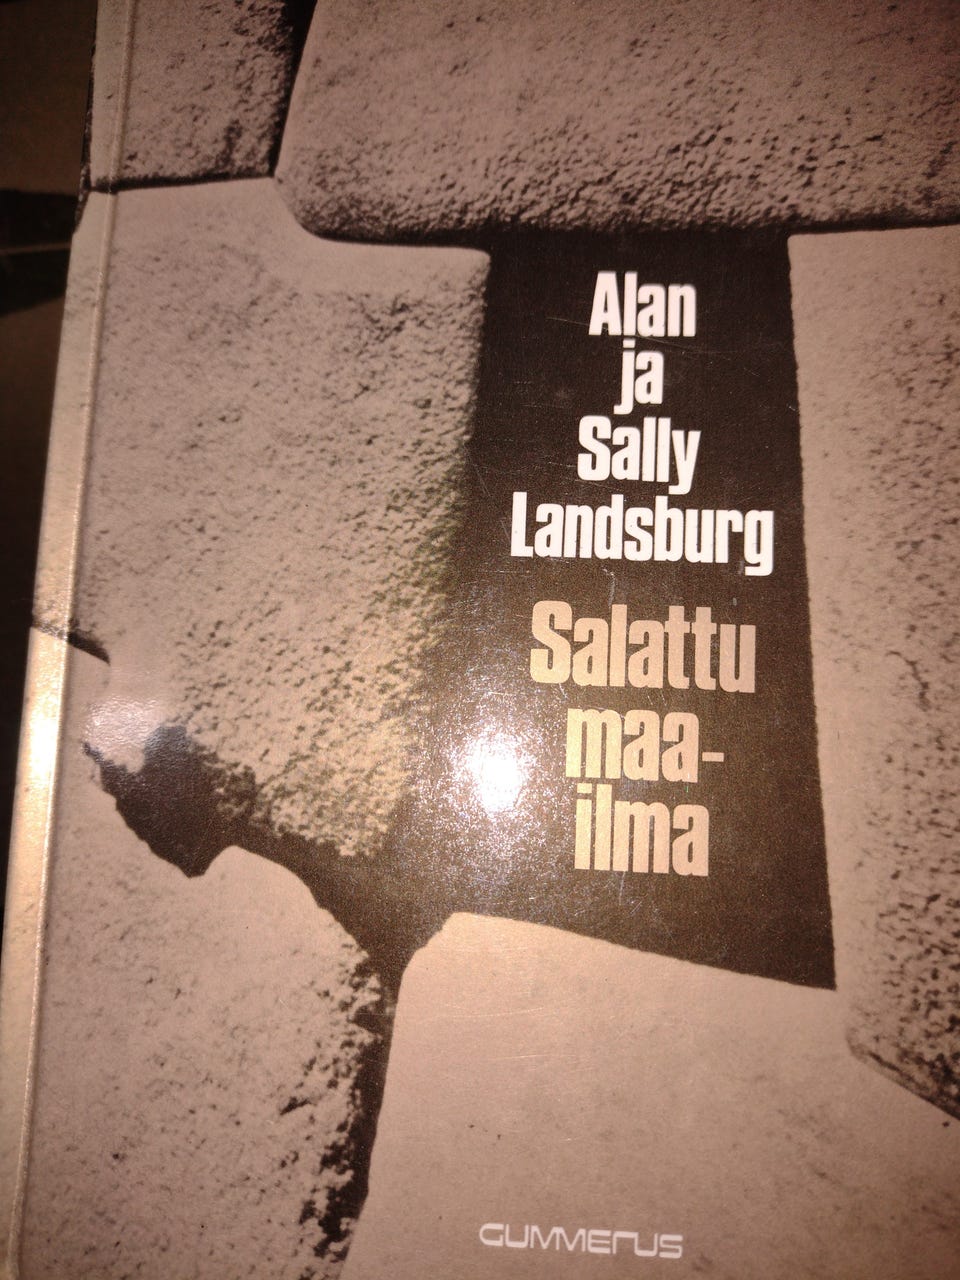 Alan
ja
Sally
Landsburg
Salattu
maa-
ilma
GUMMERUS